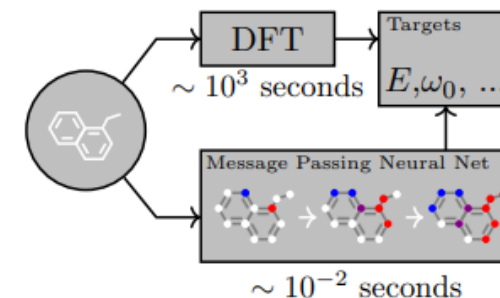 DFT
Targets
∼ 10³ seconds
E,ω₀, ...
Message Passing Neural Net
∼ 10⁻² seconds